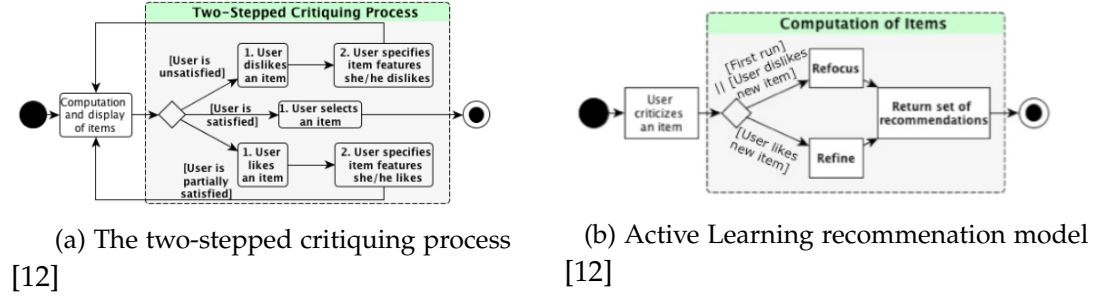 Two-Stepped Critiquing Process
Computation
and display
of items
[User is
unsatisfied]
1. User
dislikes
an item
2. User specifies
item features
she/he dislikes
[User is
satisfied]
1. User selects
an item
[User is
partially
satisfied]
1. User
likes
an item
2. User specifies
item features
she/he likes
(a) The two-stepped critiquing process
[12]
Computation of Items
User
criticizes
an item
[First run]
|| [User dislikes
new item]
Refocus
[User likes
new item]
Refine
Return set of
recommendations
(b) Active Learning recommenation model
[12]